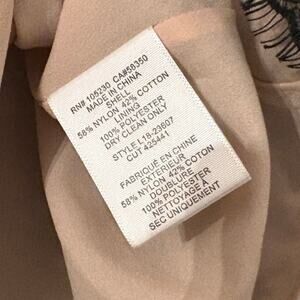 RN# 105230 CA#58350
MADE IN CHINA
SHELL
58% NYLON 42% COTTON
LINING
100% POLYESTER
DRY CLEAN ONLY
STYLE L18-23607
CUT 425441
FABRIQUÉ EN CHINE
EXTERIEUR
58% NYLON 42% COTON
DOUBLURE
100% POLYESTER
NETTOYAGE A
SEC UNIQUEMENT